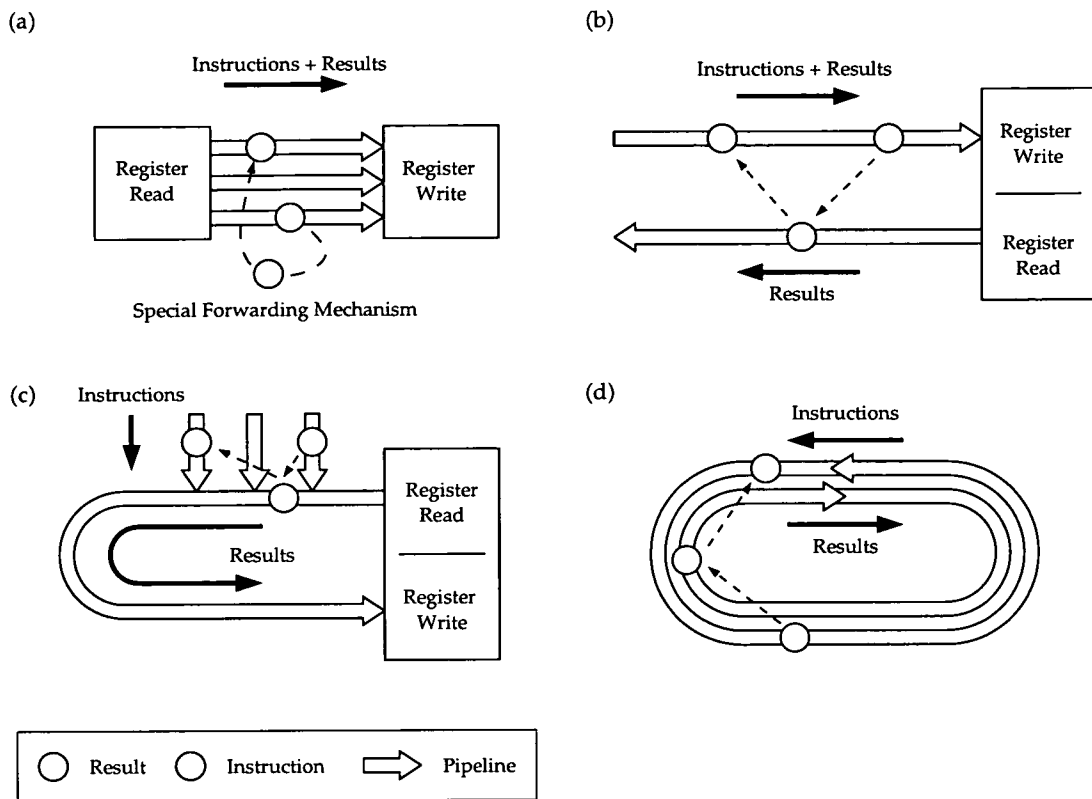 (a)
Instructions + Results
Register
Read
Register
Write
Special Forwarding Mechanism
(b)
Instructions + Results
Register
Write
Register
Read
Results
(c)
Instructions
Results
Register
Read
Register
Write
(d)
Instructions
Results
Result
Instruction
Pipeline